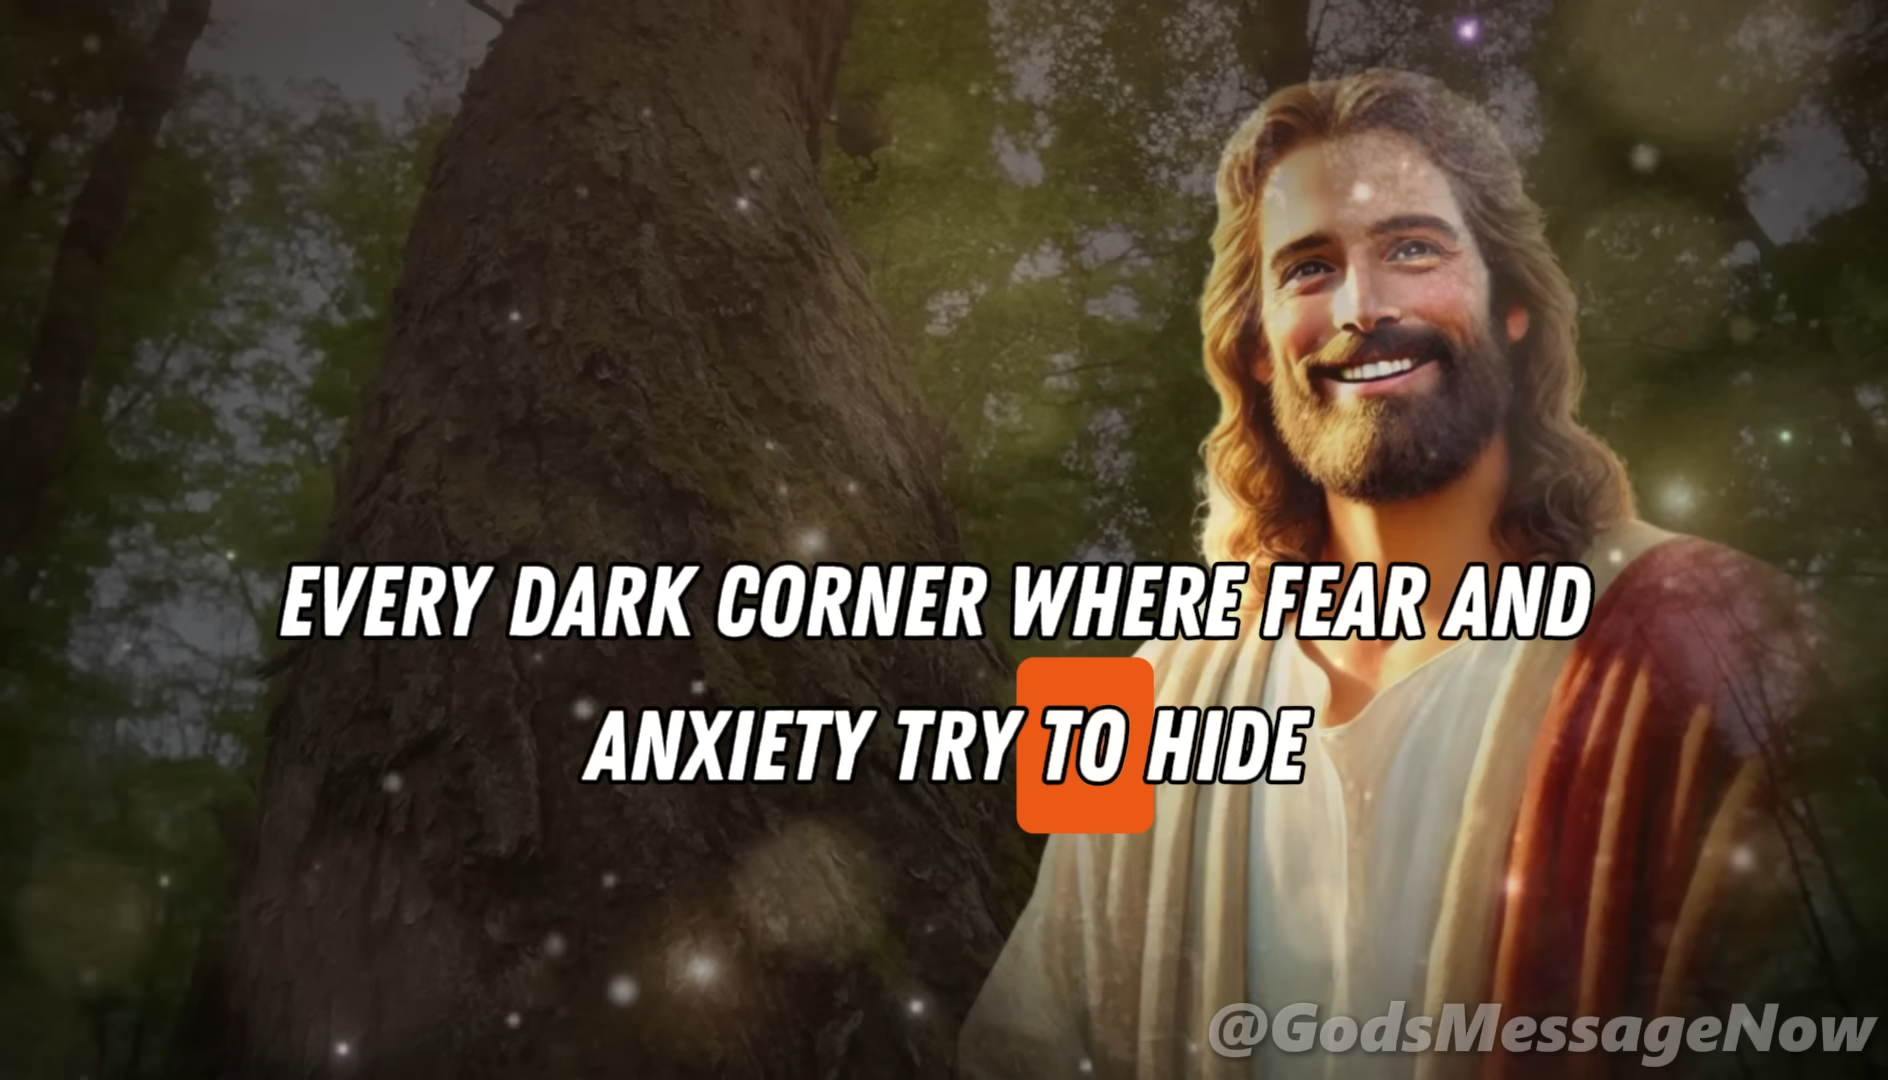 EVERY DARK CORNER WHERE FEAR AND
ANXIETY TRY TO HIDE
@GodsMessageNow